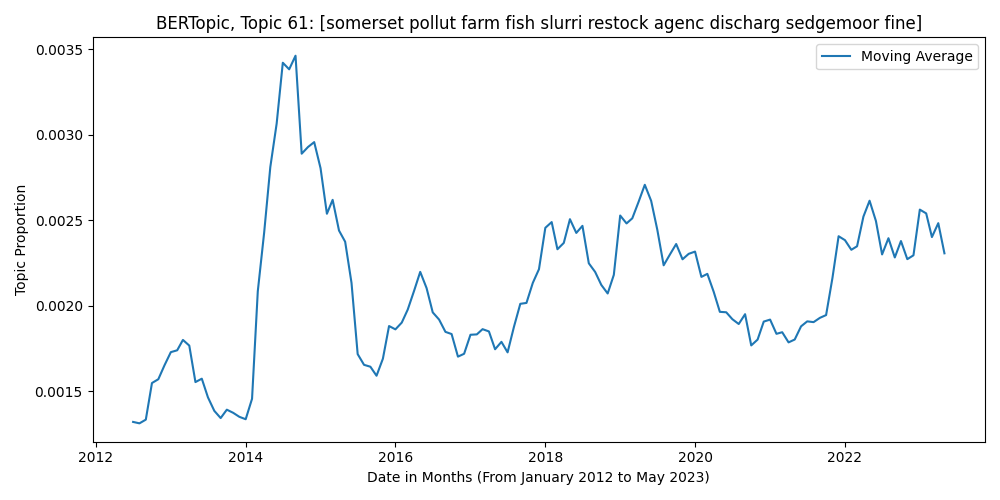 BERTopic, Topic 61: [somerset pollut farm fish slurri restock agenc discharg sedgemoor fine]
Moving Average
Topic Proportion
0.0035
0.0030
0.0025
0.0020
0.0015
2012 2014 2016 2018 2020 2022
Date in Months (From January 2012 to May 2023)